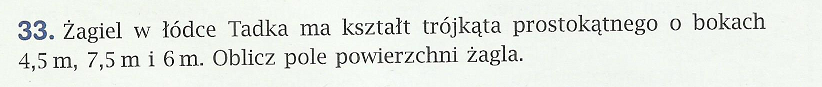 33. Żagiel w łódce Tadka ma kształt trójkąta prostokątnego o bokach
4,5 m, 7,5 m i 6 m. Oblicz pole powierzchni żagla.